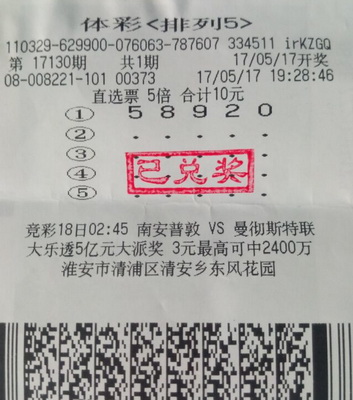 体彩<排列5>
110329-629900-076063-787607 334511 irKZGQ
第 17130期 共1期 17/05/17开奖
08-008221-101 00373 17/05/17 19:28:46
直选票 5倍 合计10元
① 5 8 9 2 0
② . . . . .
③ . . . . .
已兑奖
④ . . . . .
⑤ . . . . .
竞彩18日02:45 南安普敦 VS 曼彻斯特联
大乐透5亿元大派奖 3元最高可中2400万
淮安市清浦区清安乡东风花园